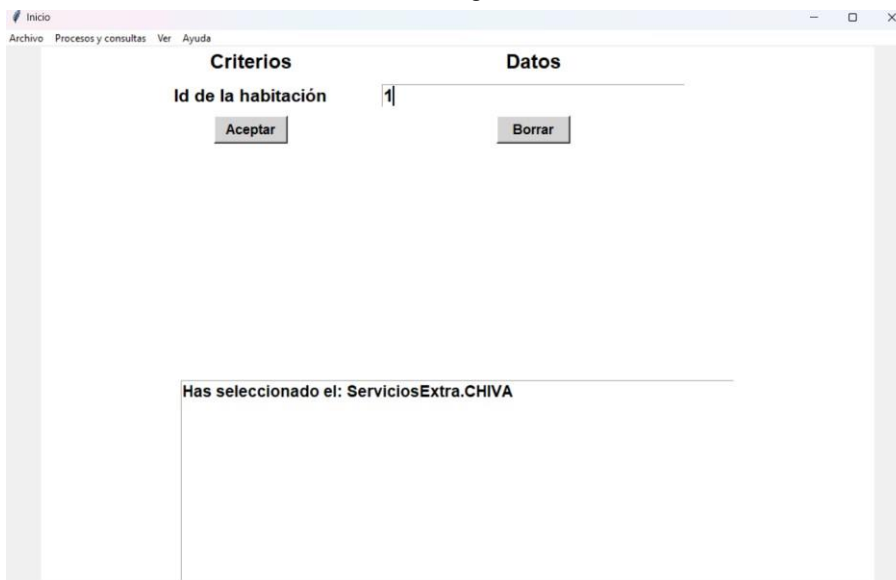 Inicio
Archivo Procesos y consultas Ver Ayuda
Criterios Datos
Id de la habitación 1
Aceptar Borrar
Has seleccionado el: ServiciosExtra.CHIVA